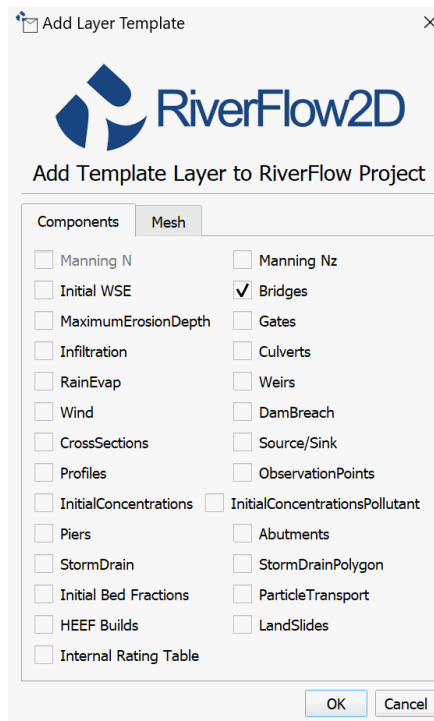 Add Layer Template
RiverFlow2D
Add Template Layer to RiverFlow Project
Components Mesh
Manning N Manning Nz
Initial WSE Bridges
MaximumErosionDepth Gates
Infiltration Culverts
RainEvap Weirs
Wind DamBreach
CrossSections Source/Sink
Profiles ObservationPoints
InitialConcentrations InitialConcentrationsPollutant
Piers Abutments
StormDrain StormDrainPolygon
Initial Bed Fractions ParticleTransport
HEEF Builds LandSlides
Internal Rating Table
OK Cancel